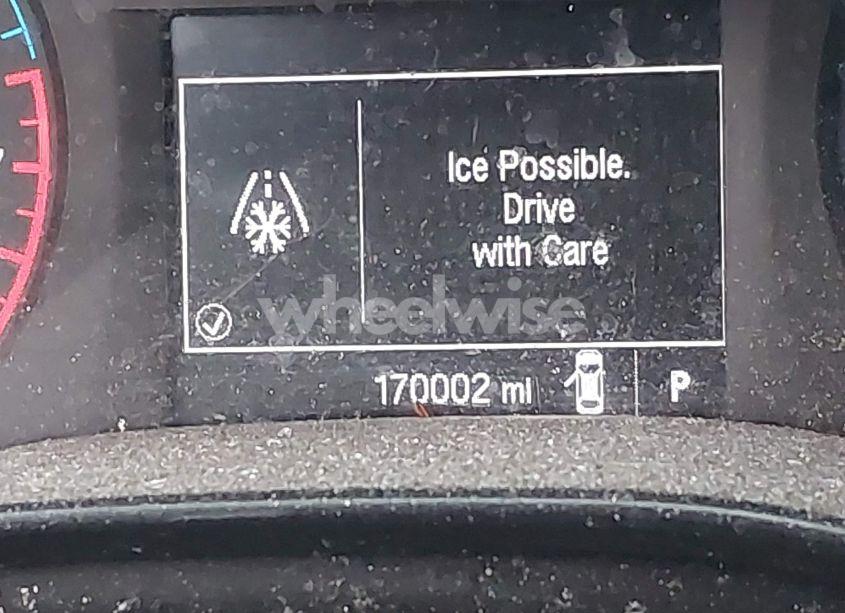 Ice Possible.
Drive
with Care
wheelwise
170002 mi
P